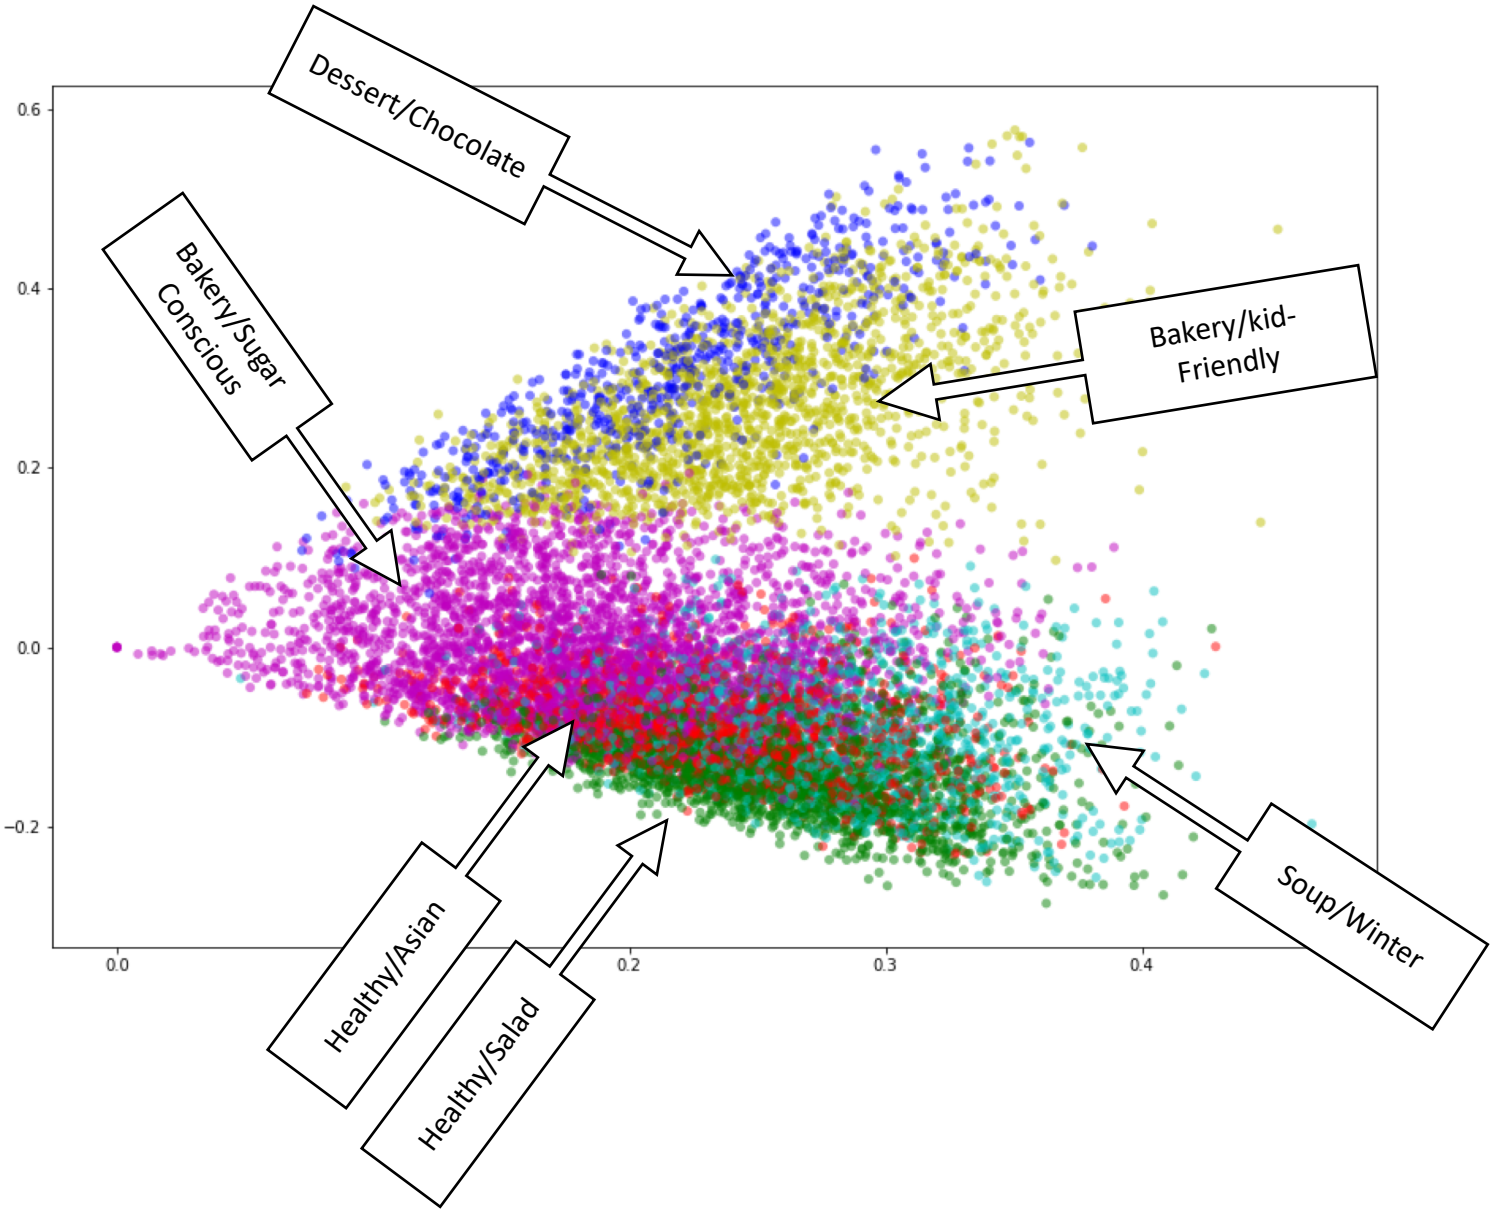 Dessert/Chocolate
0.6
Bakery/Sugar
Conscious
0.4
Bakery/kid-
Friendly
0.2
0.0
−0.2
Healthy/Asian
Healthy/Salad
Soup/Winter
0.0
0.2
0.3
0.4